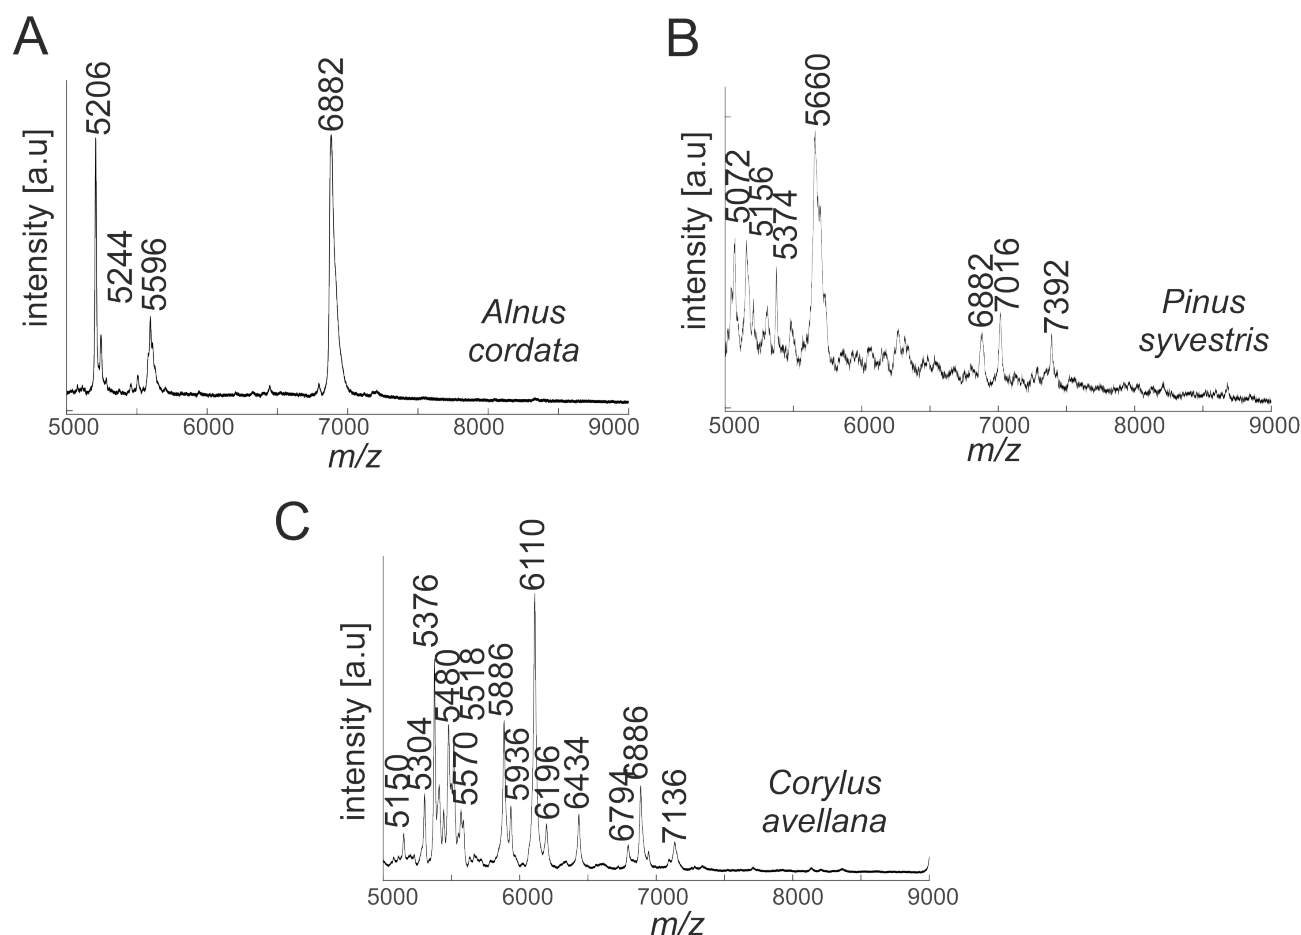 A
intensity [a.u]
5206
5244
5596
6882
Alnus
cordata
5000 6000 7000 8000 9000
m/z
B
intensity [a.u]
5072
5156
5374
5660
6882
7016
7392
Pinus
syvestris
5000 6000 7000 8000 9000
m/z
C
intensity [a.u]
5150
5304
5376
5480
5518
5570
5886
5936
6110
6196
6434
6794
6886
7136
Corylus
avellana
5000 6000 7000 8000 9000
m/z